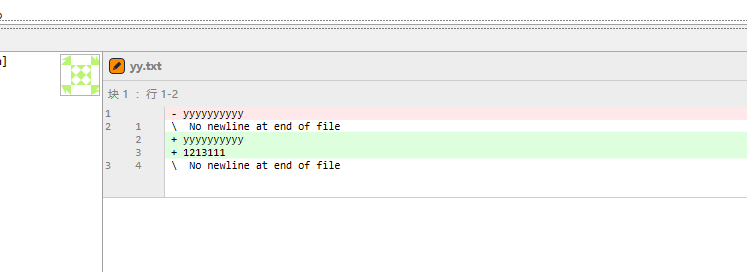 ]
yy.txt
块 1 : 行 1-2
1 - yyyyyyyyyy
2 1 \ No newline at end of file
2 + yyyyyyyyyy
3 + 1213111
3 4 \ No newline at end of file